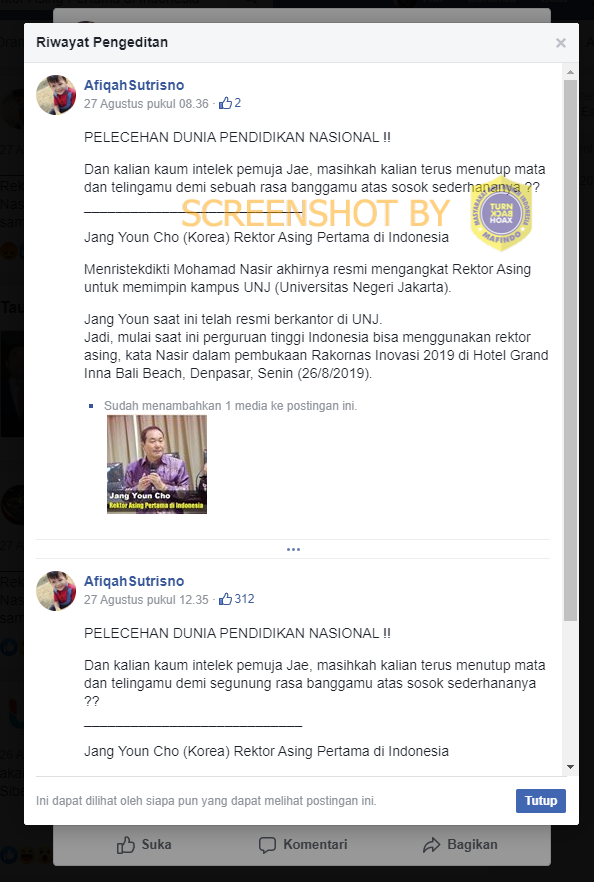 Riwayat Pengeditan
×
AfiqahSutrisno
27 Agustus pukul 08.36 · 2
PELECEHAN DUNIA PENDIDIKAN NASIONAL !!
Dan kalian kaum intelek pemuja Jae, masihkah kalian terus menutup mata
dan telingamu demi sebuah rasa banggamu atas sosok sederhananya ??
___________________________
SCREENSHOT BY
TURN
BACK
HOAX
MASYARAKAT ANTI FITNAH INDONESIA
MAFINDO
Jang Youn Cho (Korea) Rektor Asing Pertama di Indonesia
Menristekdikti Mohamad Nasir akhirnya resmi mengangkat Rektor Asing
untuk memimpin kampus UNJ (Universitas Negeri Jakarta).
Jang Youn saat ini telah resmi berkantor di UNJ.
Jadi, mulai saat ini perguruan tinggi Indonesia bisa menggunakan rektor
asing, kata Nasir dalam pembukaan Rakornas Inovasi 2019 di Hotel Grand
Inna Bali Beach, Denpasar, Senin (26/8/2019).
Sudah menambahkan 1 media ke postingan ini.
Jang Youn Cho
Rektor Asing Pertama di Indonesia
...
AfiqahSutrisno
27 Agustus pukul 12.35 · 312
PELECEHAN DUNIA PENDIDIKAN NASIONAL !!
Dan kalian kaum intelek pemuja Jae, masihkah kalian terus menutup mata
dan telingamu demi segunung rasa banggamu atas sosok sederhananya
??
___________________________
Jang Youn Cho (Korea) Rektor Asing Pertama di Indonesia
Ini dapat dilihat oleh siapa pun yang dapat melihat postingan ini.
Tutup
Suka
Komentari
Bagikan